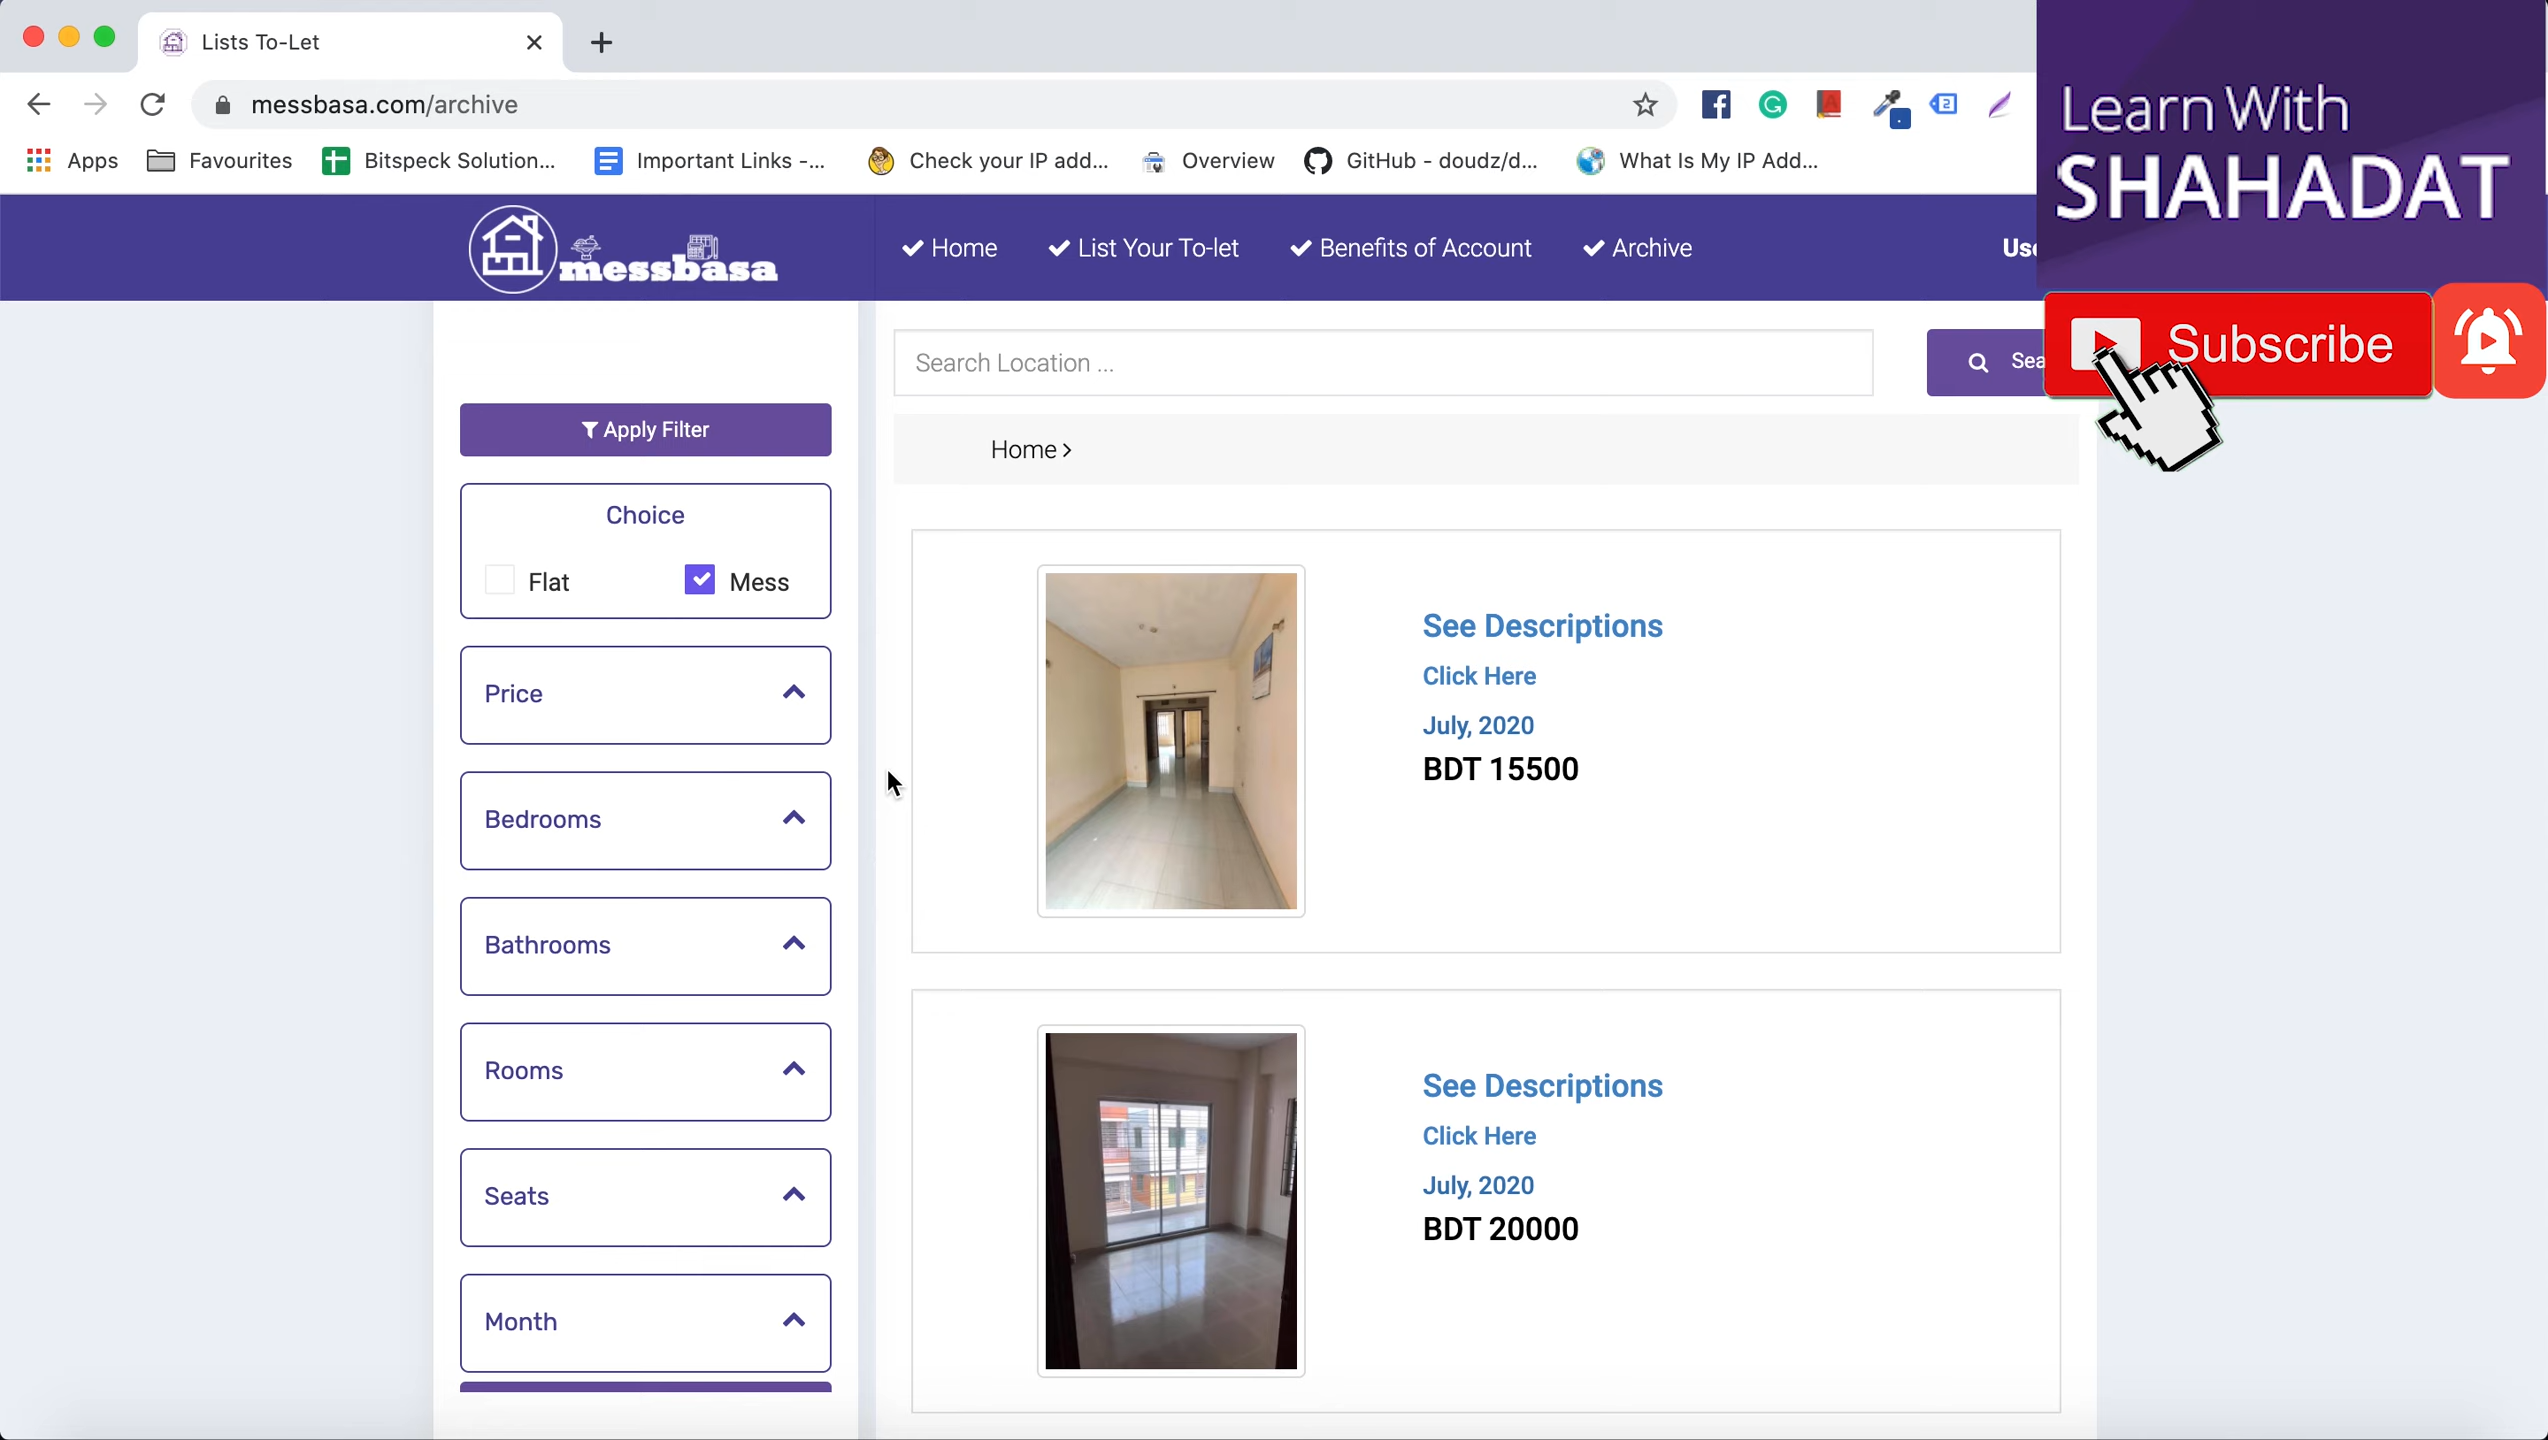 Lists To-Let
messbasa.com/archive
Apps
Favourites
Bitspeck Solution...
Important Links -...
Check your IP add...
Overview
GitHub - doudz/d...
What Is My IP Add...
Learn With
SHAHADAT
messbasa
Home
List Your To-let
Benefits of Account
Archive
Use
Subscribe
Search Location ...
Sea
Apply Filter
Home >
Choice
Flat
Mess
Price
Bedrooms
Bathrooms
Rooms
Seats
Month
See Descriptions
Click Here
July, 2020
BDT 15500
See Descriptions
Click Here
July, 2020
BDT 20000